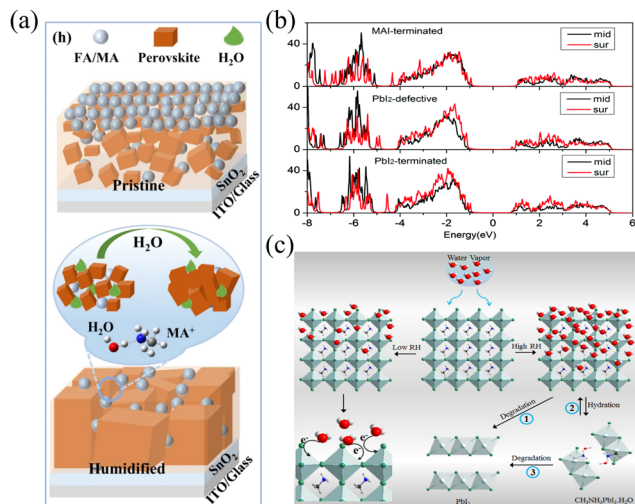 (a)
(h)
FA/MA
Perovskite
H₂O
Pristine
SnO₂
ITO/Glass
H₂O
H₂O
MA⁺
Humidified
SnO₂
ITO/Glass
(b)
MAI-terminated
mid
sur
40
0
PbI₂-defective
mid
sur
40
0
PbI₂-terminated
mid
sur
40
0
-8 -6 -4 -2 0 2 4 6
Energy(eV)
(c)
Water Vapor
Low RH
High RH
Degradation
1
2
Hydration
e⁻
e⁻
Degradation
3
PbI₂
CH₃NH₃PbI₃.H₂O